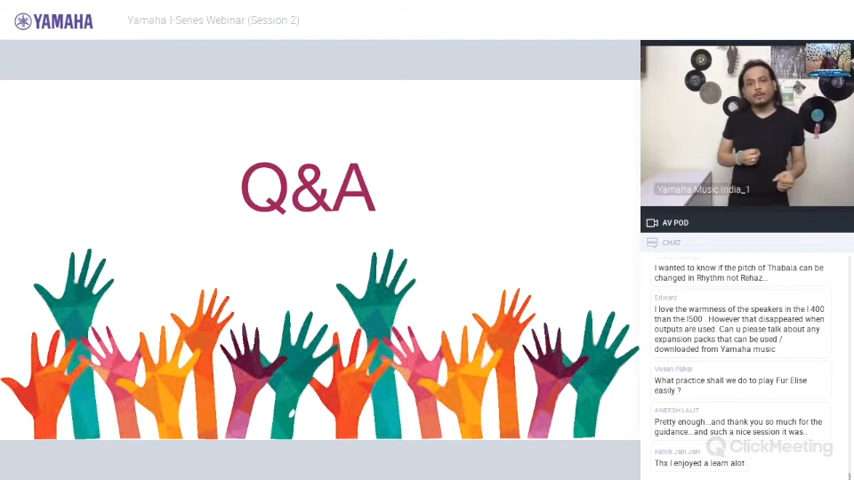 YAMAHA
Yamaha I-Series Webinar (Session 2)
Q&A
Yamaha Music India_1
AV POD
CHAT
I wanted to know if the pitch of Thabala can be
changed in Rhythm not Rehaz...
I love the warmness of the speakers in the I 400
than the I500.. However that disappeared when
outputs are used. Can u please talk about any
expansion packs that can be used /
downloaded from Yamaha music
What practice shall we do to play Fur Elise
easily ?
ANEESH LALIT
Pretty enough...and thank you so much for the
guidance...and such a nice session it was..
ClickMeeting
Thx I enjoyed a learn alot